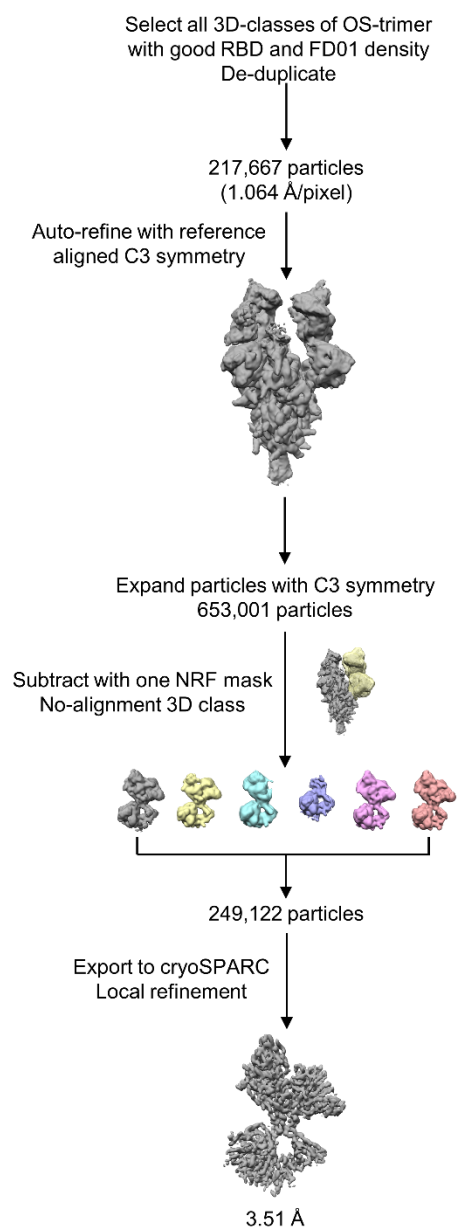 Select all 3D-classes of OS-trimer
with good RBD and FD01 density
De-duplicate
217,667 particles
(1.064 Å/pixel)
Auto-refine with reference
aligned C3 symmetry
Expand particles with C3 symmetry
653,001 particles
Subtract with one NRF mask
No-alignment 3D class
249,122 particles
Export to cryoSPARC
Local refinement
3.51 Å